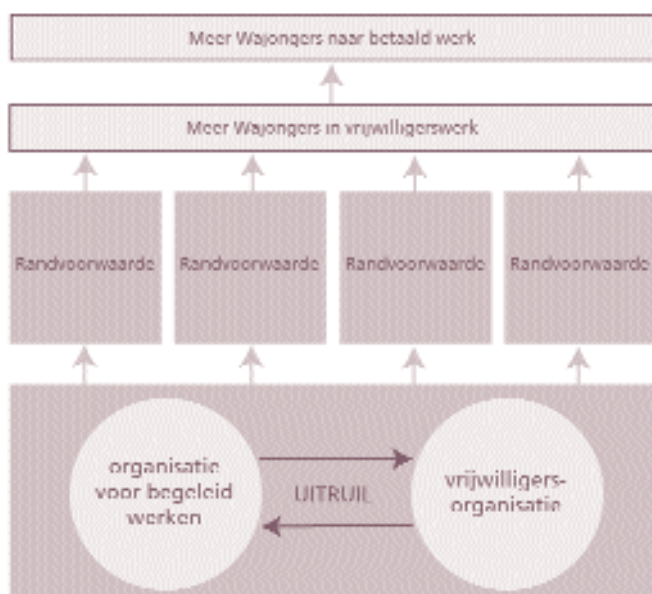 Meer Wajongers naar betaald werk
Meer Wajongers in vrijwilligerswerk
Randvoorwaarde Randvoorwaarde Randvoorwaarde Randvoorwaarde
organisatie
voor begeleid
werken
UITRUIL
vrijwilligers-
organisatie